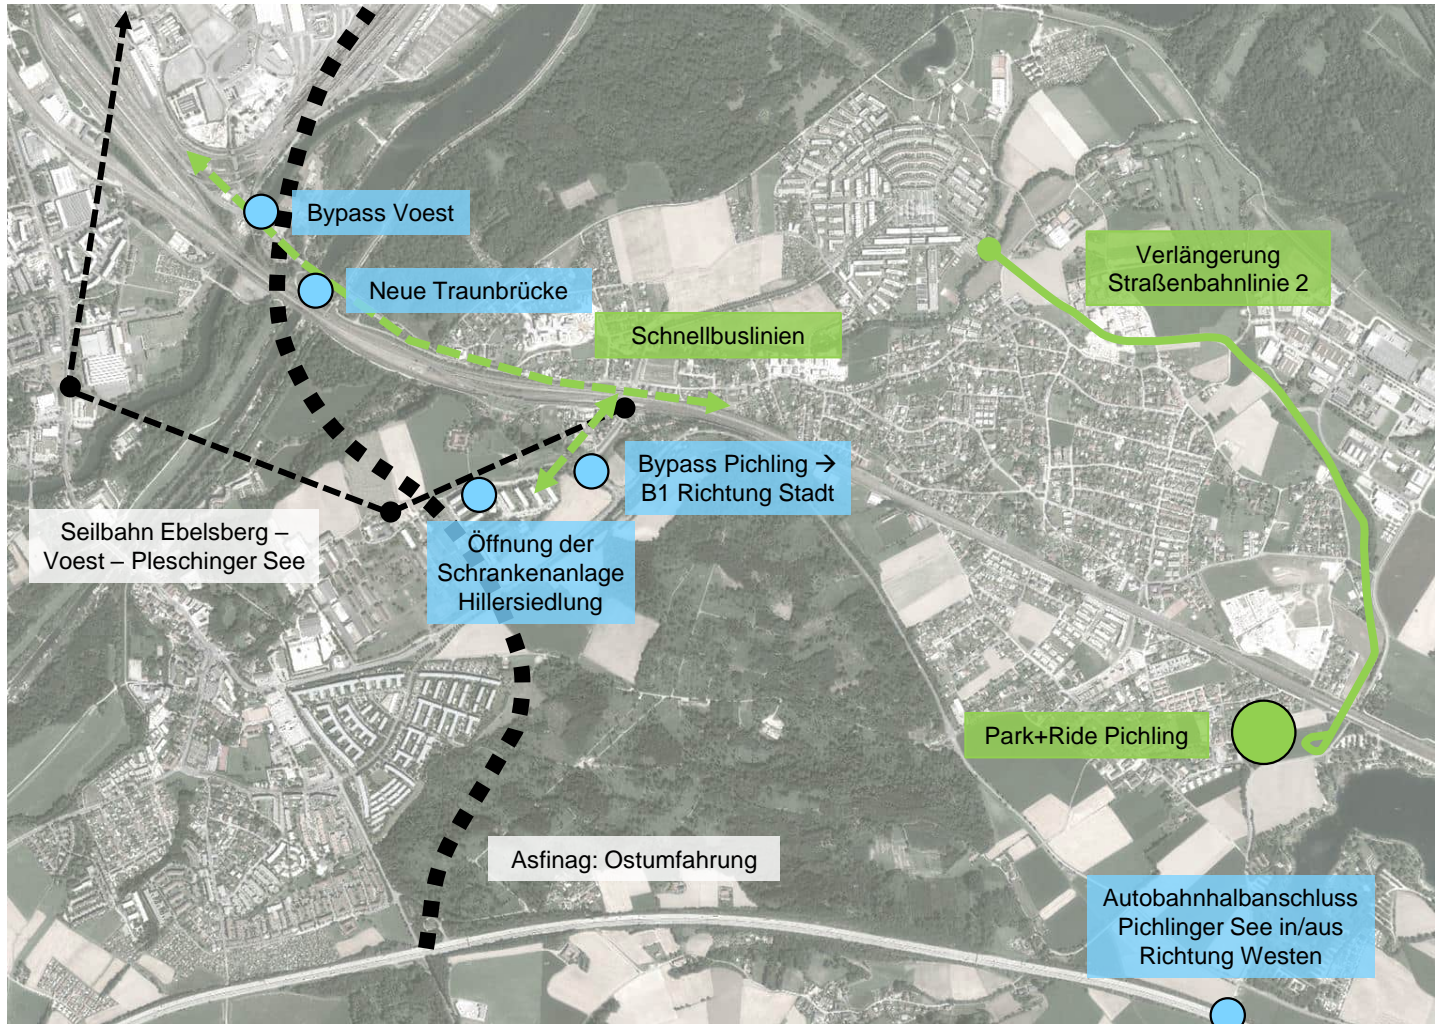 Bypass Voest
Neue Traunbrücke
Verlängerung
Straßenbahnlinie 2
Schnellbuslinien
Bypass Pichling →
B1 Richtung Stadt
Seilbahn Ebelsberg –
Voest – Pleschinger See
Öffnung der
Schrankenanlage
Hillersiedlung
Park+Ride Pichling
Asfinag: Ostumfahrung
Autobahnhalbanschluss
Pichlinger See in/aus
Richtung Westen